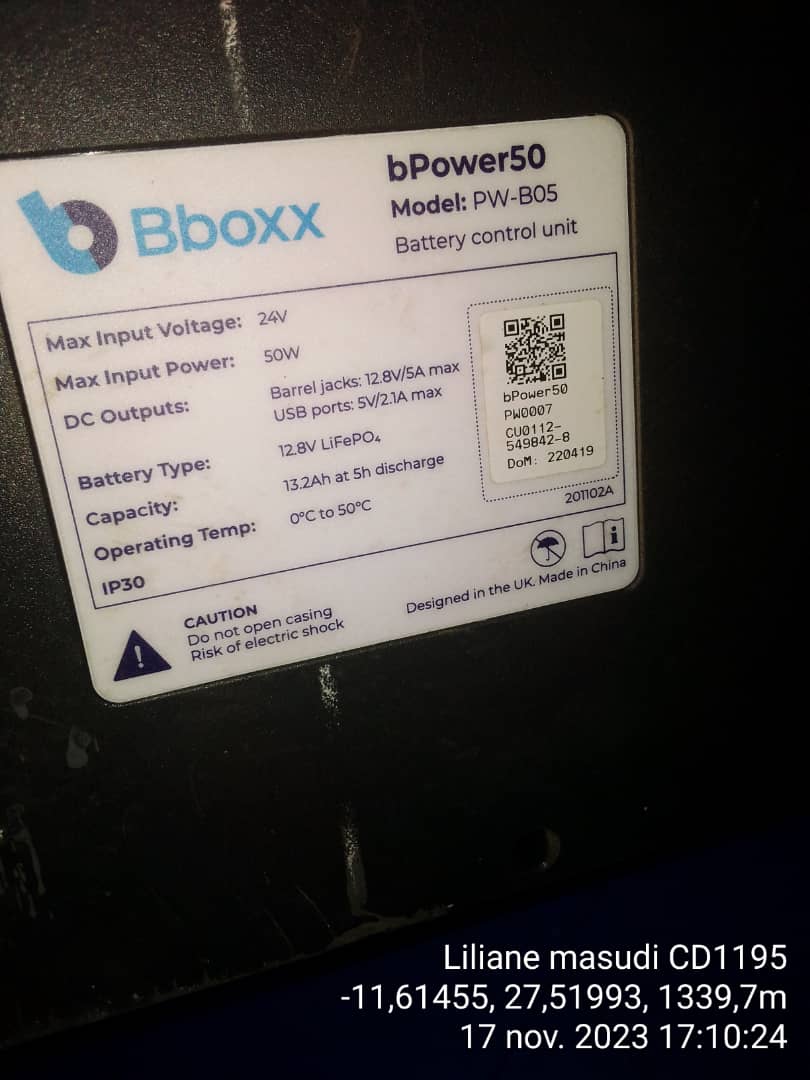 Bboxx
bPower50
Model: PW-B05
Battery control unit
Max Input Voltage: 24V
Max Input Power: 50W
DC Outputs: Barrel jacks: 12.8V/5A max
USB ports: 5V/2.1A max
Battery Type: 12.8V LiFePO₄
Capacity: 13.2Ah at 5h discharge
Operating Temp: 0°C to 50°C
IP30
bPower50
PW0007
CU0112-
549842-8
DoM: 220419
201102A
CAUTION
Do not open casing
Risk of electric shock
Designed in the UK. Made in China
Liliane masudi CD1195
-11,61455, 27,51993, 1339,7m
17 nov. 2023 17:10:24